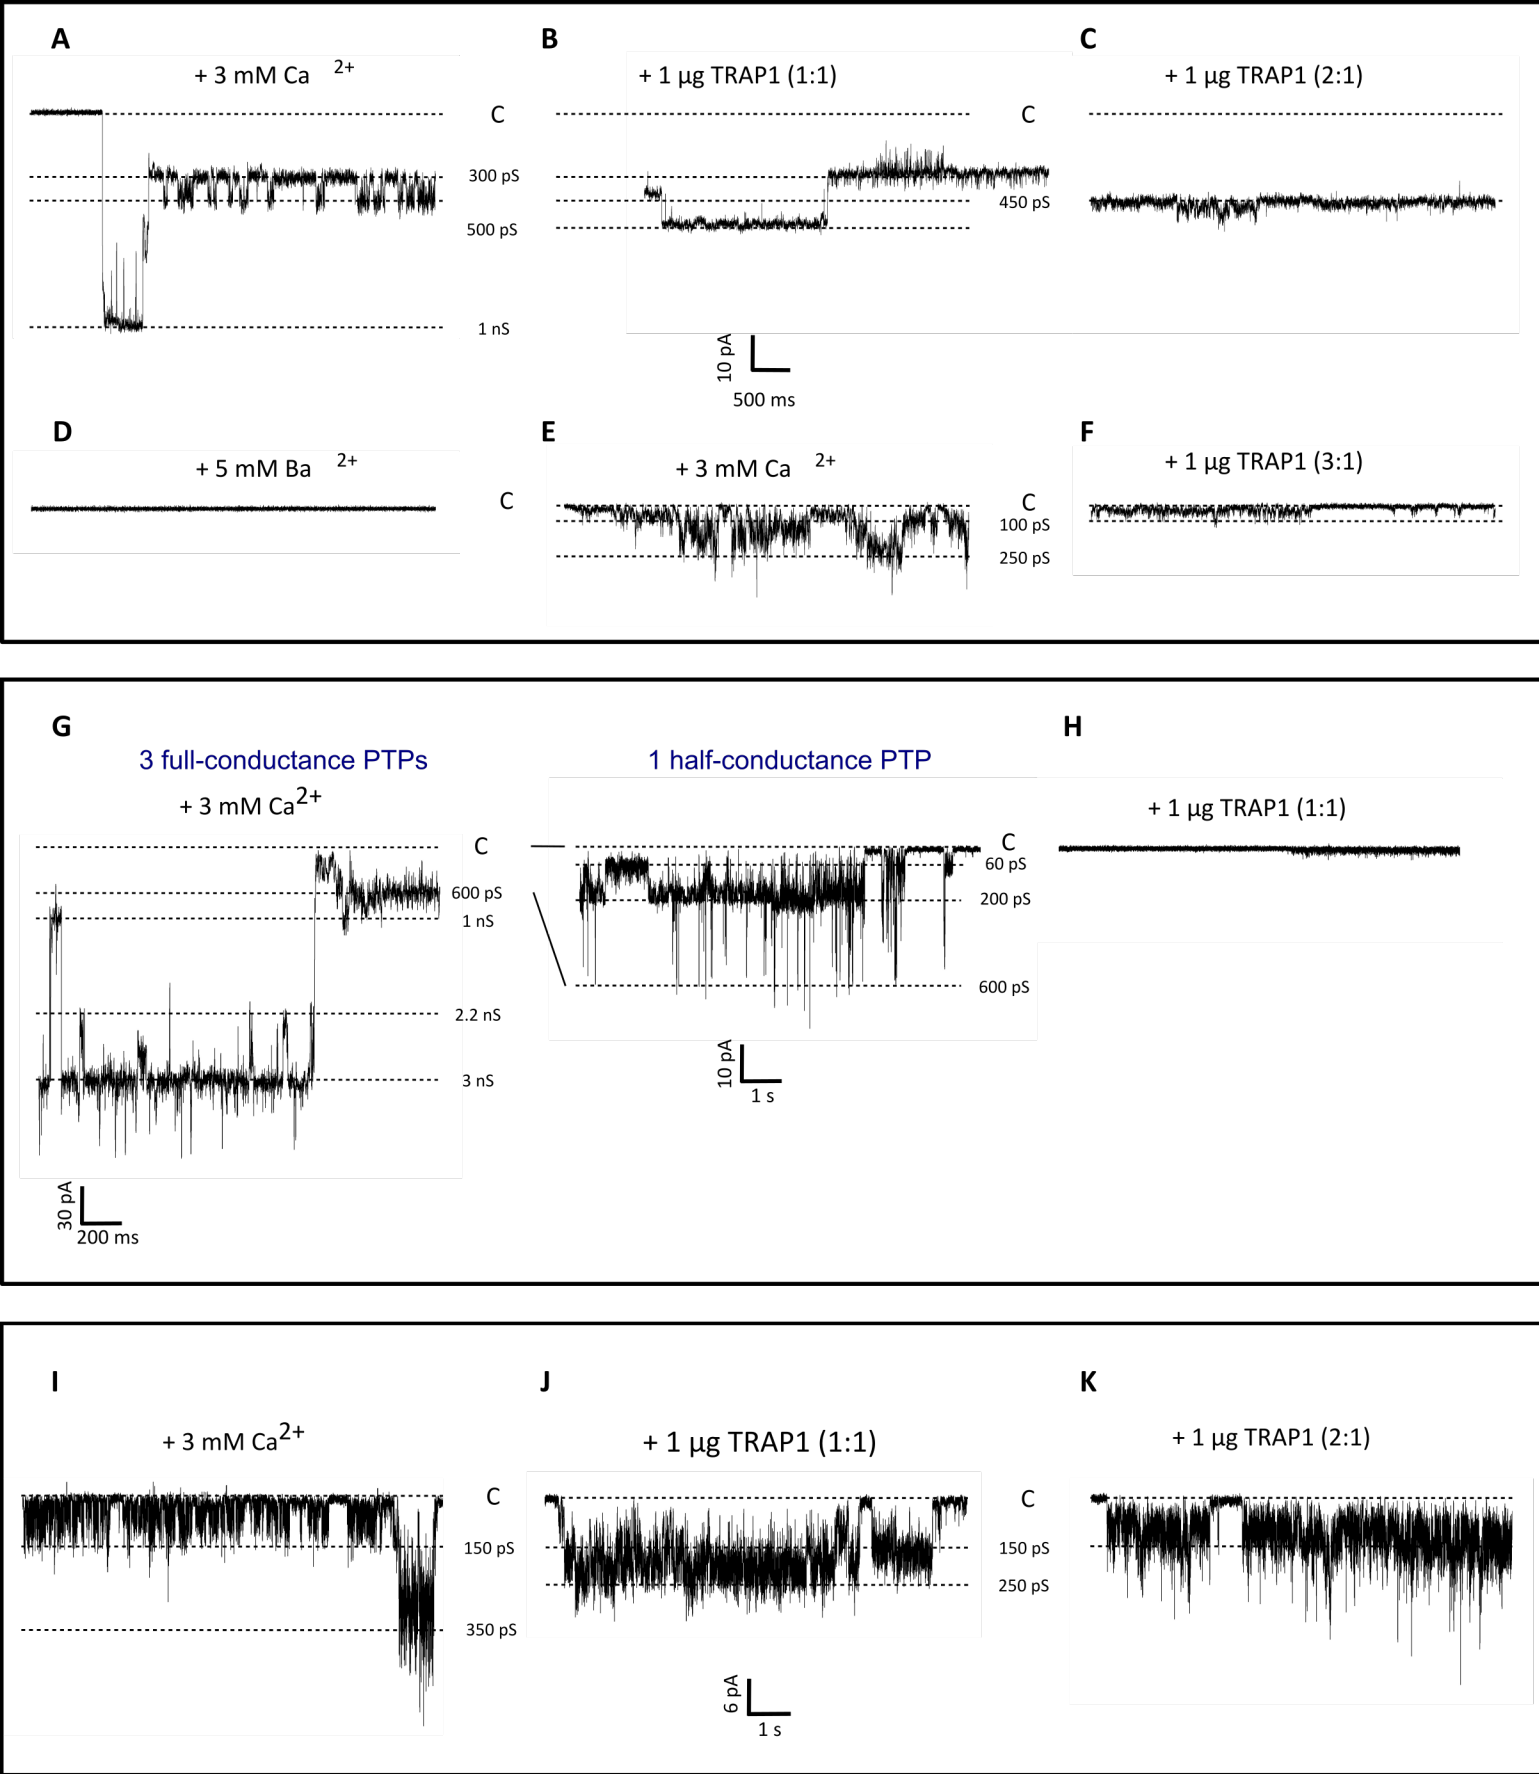 A
B
C
+ 3 mM Ca 2+
+ 1 µg TRAP1 (1:1)
+ 1 µg TRAP1 (2:1)
C
C
300 pS
450 pS
500 pS
1 nS
10 pA
500 ms
D
E
F
+ 5 mM Ba 2+
+ 3 mM Ca 2+
+ 1 µg TRAP1 (3:1)
C
C
100 pS
250 pS
G
H
3 full-conductance PTPs
1 half-conductance PTP
+ 3 mM Ca2+
+ 1 µg TRAP1 (1:1)
C
C
60 pS
600 pS
200 pS
1 nS
600 pS
2.2 nS
3 nS
10 pA
1 s
30 pA
200 ms
I
J
K
+ 3 mM Ca2+
+ 1 µg TRAP1 (1:1)
+ 1 µg TRAP1 (2:1)
C
C
150 pS
150 pS
250 pS
350 pS
6 pA
1 s